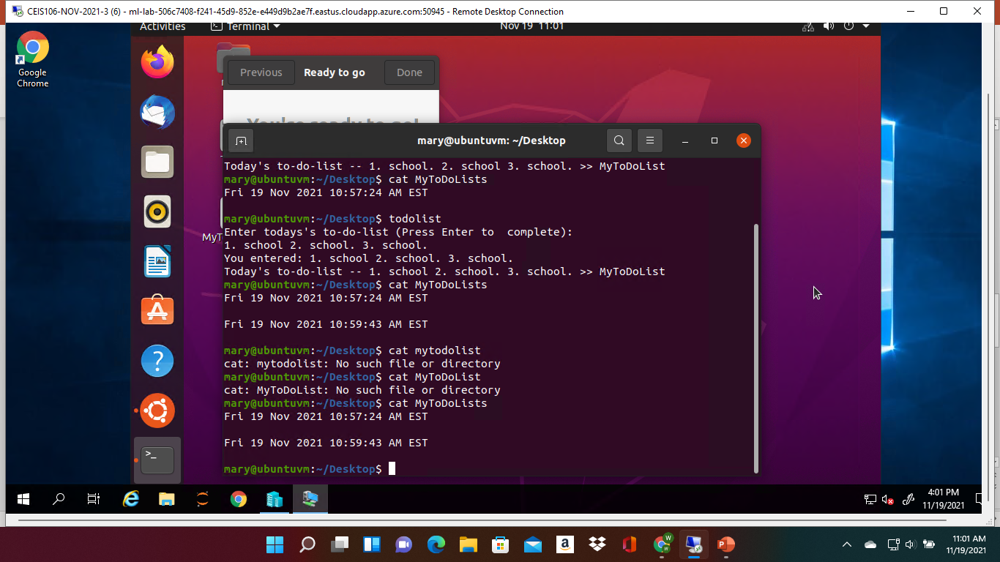 CEIS106-NOV-2021-3 (6) - ml-lab-506c7408-f241-45d9-852e-e449d9b2ae7f.eastus.cloudapp.azure.com:50945 - Remote Desktop Connection
Activities Terminal Nov 19 11:01
Google
Chrome
Previous Ready to go Done
You're ready to go!
mary@ubuntuvm: ~/Desktop
Today's to-do-list -- 1. school. 2. school 3. school. >> MyToDoList
mary@ubuntuvm:~/Desktop$ cat MyToDoLists
Fri 19 Nov 2021 10:57:24 AM EST
mary@ubuntuvm:~/Desktop$ todolist
Enter todays's to-do-list (Press Enter to  complete):
1. school 2. school. 3. school.
You entered: 1. school 2. school. 3. school.
Today's to-do-list -- 1. school 2. school. 3. school. >> MyToDoList
mary@ubuntuvm:~/Desktop$ cat MyToDoLists
Fri 19 Nov 2021 10:57:24 AM EST
Fri 19 Nov 2021 10:59:43 AM EST
mary@ubuntuvm:~/Desktop$ cat mytodolist
cat: mytodolist: No such file or directory
mary@ubuntuvm:~/Desktop$ cat MyToDoList
cat: MyToDoList: No such file or directory
mary@ubuntuvm:~/Desktop$ cat MyToDoLists
Fri 19 Nov 2021 10:57:24 AM EST
Fri 19 Nov 2021 10:59:43 AM EST
mary@ubuntuvm:~/Desktop$
4:01 PM
11/19/2021
11:01 AM
11/19/2021